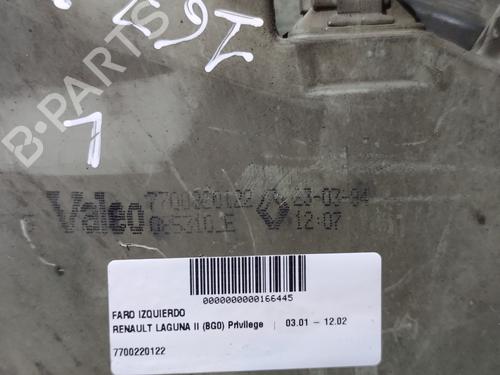 B-PARTS
L
Valeo 7700220122 23-07-04
12:07
0000000000166445
FARO IZQUIERDO
RENAULT LAGUNA II (BG0) Privilege | 03.01 – 12.02
7700220122